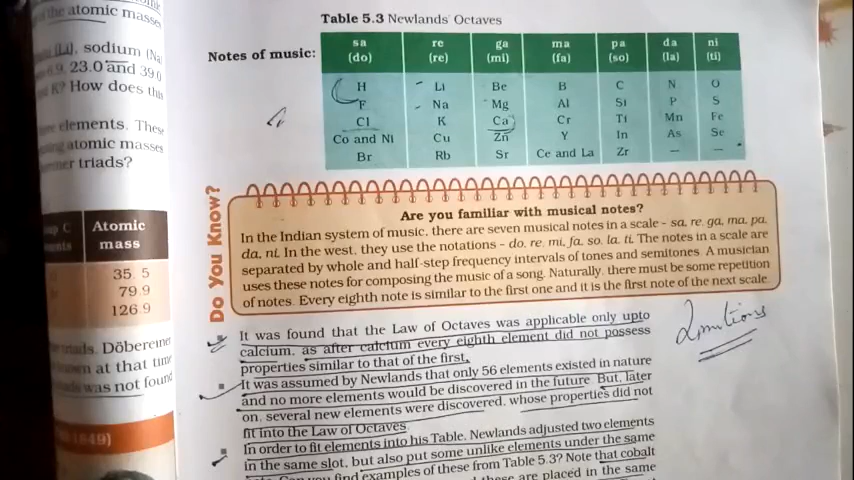 the atomic masses
sodium (Na
6.9, 23.0 and 39.0
K? How does this
elements. These
atomic masses
triads?
Atomic
mass
35. 5
79.9
126.9
triads. Döbereiner
at that time
was not found
Table 5.3 Newlands' Octaves
Notes of music: sa (do) re (re) ga (mi) ma (fa) pa (so) da (la) ni (ti)
H Li Be B C N O
F Na Mg Al Si P S
Cl K Ca Cr Ti Mn Fe
Co and Ni Cu Zn Y In As Se
Br Rb Sr Ce and La Zr — —
Do You Know?
Are you familiar with musical notes?
In the Indian system of music, there are seven musical notes in a scale – sa, re, ga, ma, pa,
da, ni. In the west, they use the notations - do, re, mi, fa, so, la, ti. The notes in a scale are
separated by whole and half-step frequency intervals of tones and semitones. A musician
uses these notes for composing the music of a song. Naturally, there must be some repetition
of notes. Every eighth note is similar to the first one and it is the first note of the next scale.
It was found that the Law of Octaves was applicable only upto
calcium, as after calcium every eighth element did not possess
properties similar to that of the first.
It was assumed by Newlands that only 56 elements existed in nature
and no more elements would be discovered in the future. But, later
on, several new elements were discovered, whose properties did not
fit into the Law of Octaves.
In order to fit elements into his Table, Newlands adjusted two elements
in the same slot, but also put some unlike elements under the same
Can you find examples of these from Table 5.3? Note that cobalt
these are placed in the same